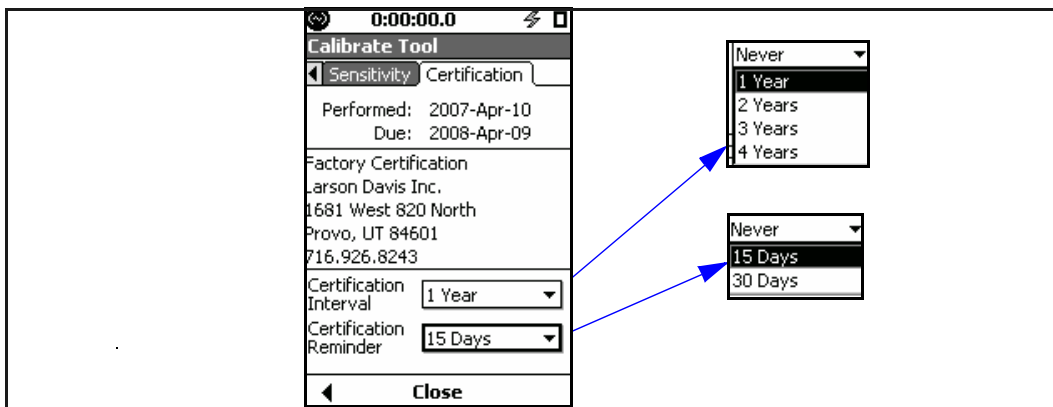 0:00:00.0
Calibrate Tool
Sensitivity Certification
Performed: 2007-Apr-10
Due: 2008-Apr-09
Factory Certification
Larson Davis Inc.
1681 West 820 North
Provo, UT 84601
716.926.8243
Certification
Interval
1 Year
Certification
Reminder
15 Days
Close
Never
1 Year
2 Years
3 Years
4 Years
Never
15 Days
30 Days